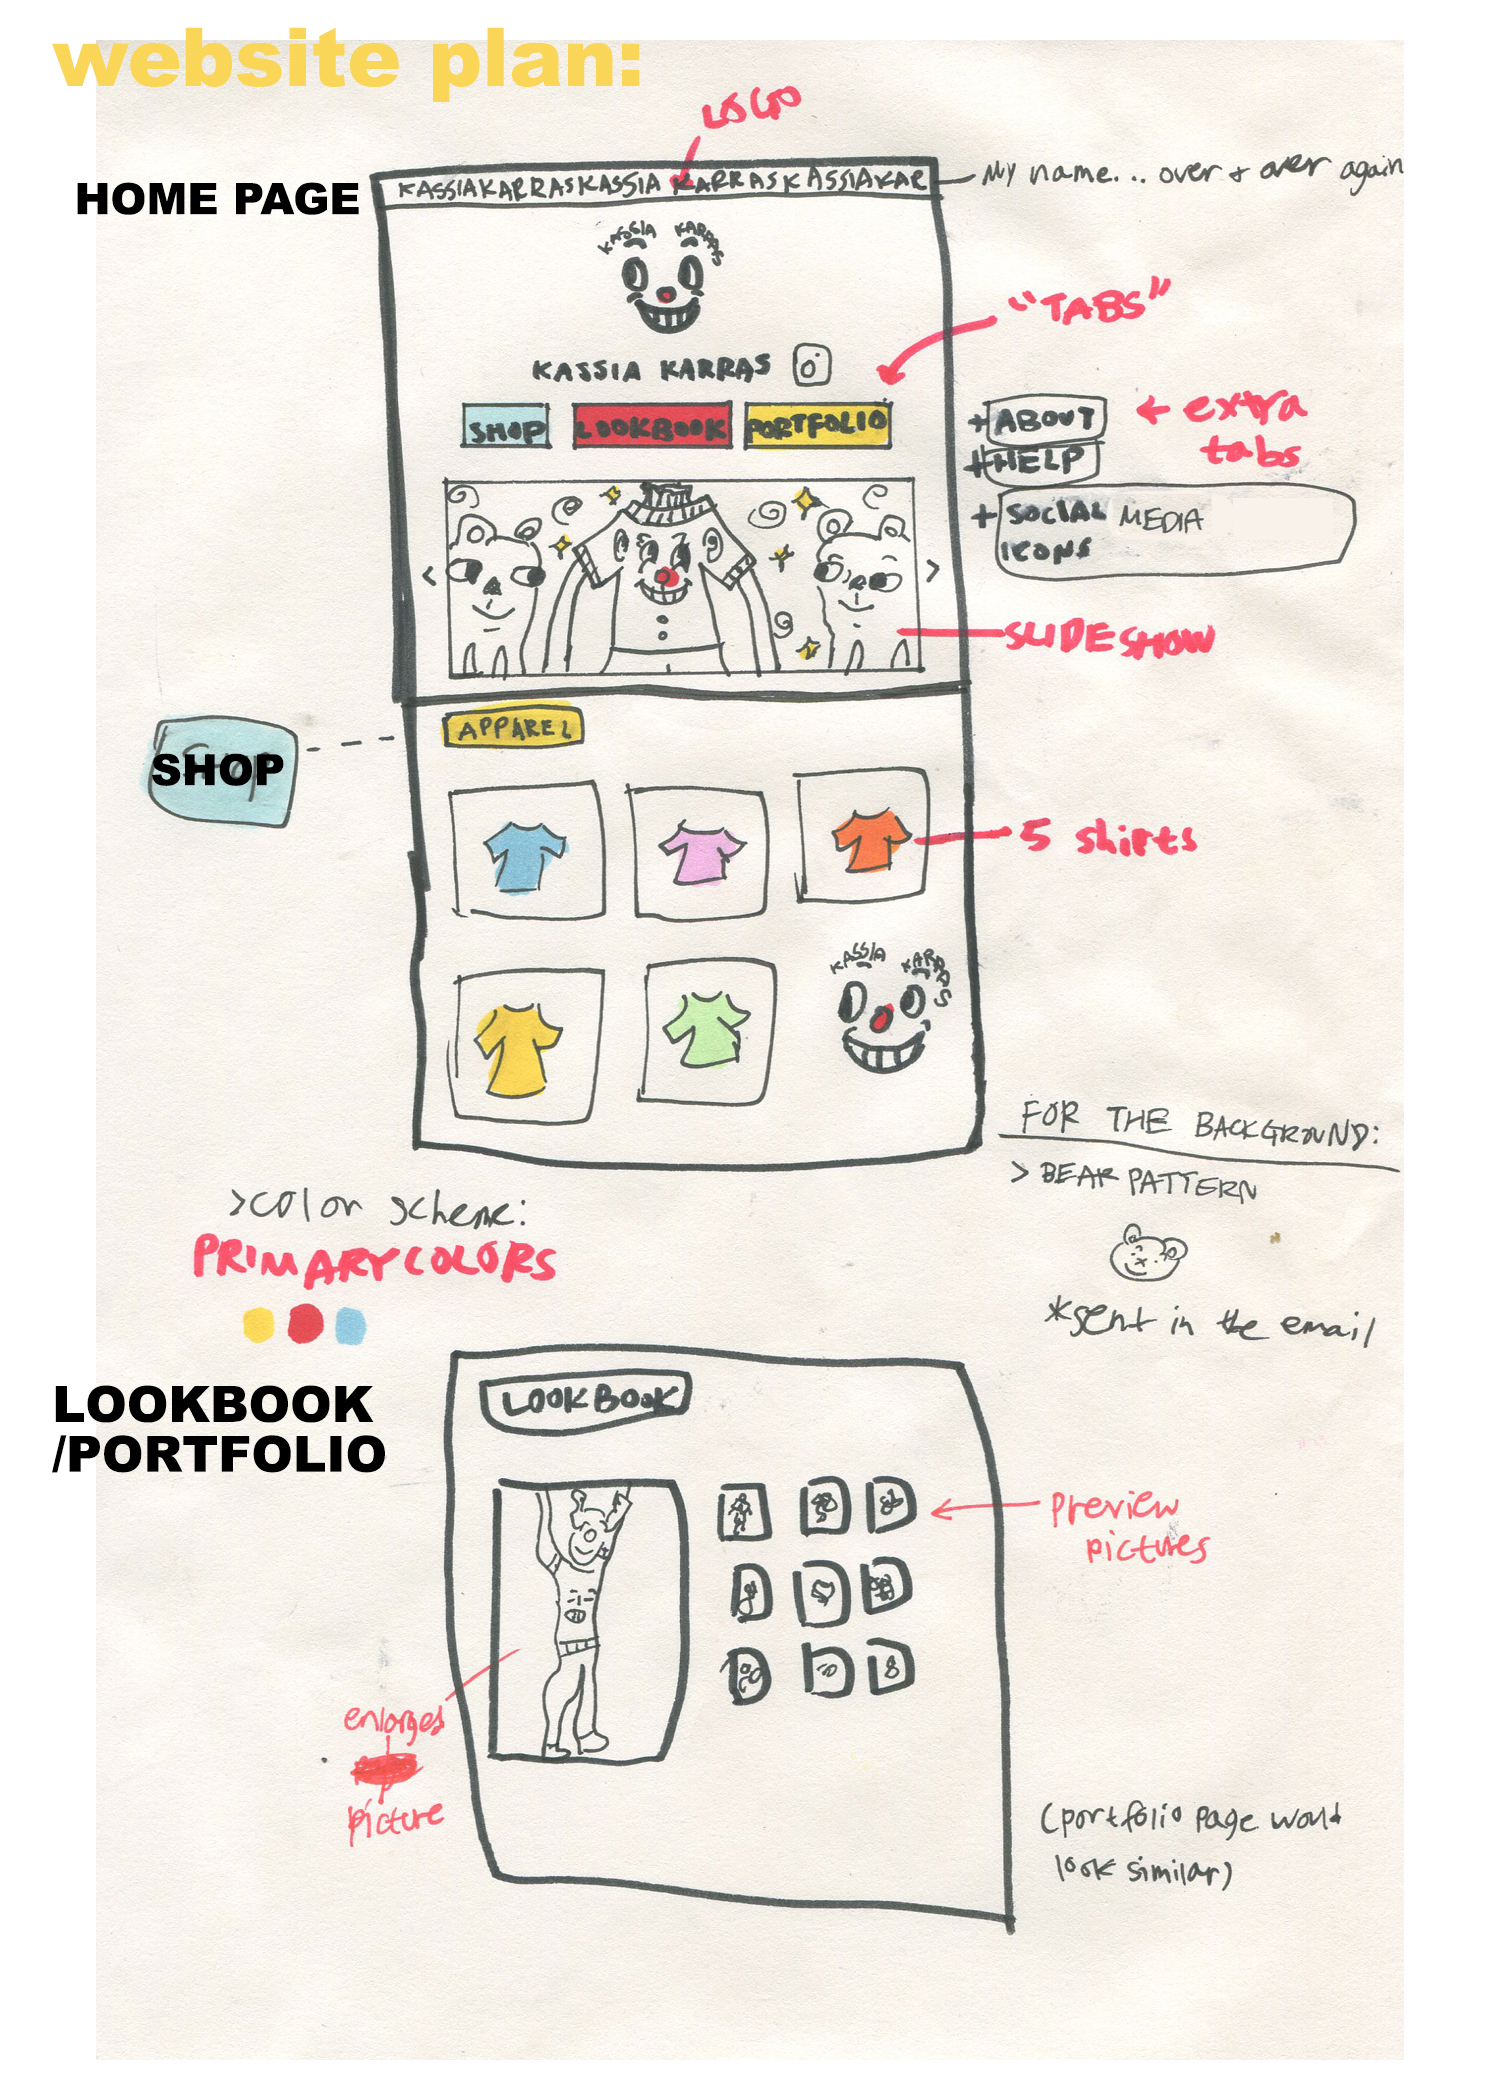 website plan:
LOGO
HOME PAGE
KASSIAKARRASKASSIA KARRASKASSIAKAR
My name... over + over again
KASSIA KARRAS
"TABS"
KASSIA KARRAS
SHOP LOOKBOOK PORTFOLIO
+ ABOUT
+ HELP
+ SOCIAL MEDIA
ICONS
← extra
tabs
< >
SLIDESHOW
APPAREL
SHOP
5 shirts
KASSIA KARRAS
FOR THE BACKGROUND:
> BEAR PATTERN
*sent in the email
>color scheme:
PRIMARY COLORS
LOOKBOOK
/PORTFOLIO
LOOKBOOK
Preview
pictures
enlarges
picture
(portfolio page would
look similar)